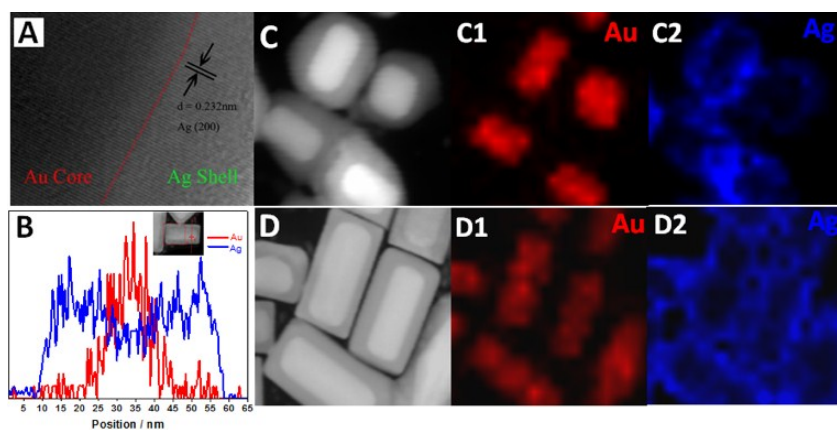 A
d = 0.232nm
Ag (200)
Au Core
Ag Shell
B
Au
Ag
5 10 15 20 25 30 35 40 45 50 55 60 65
Position / nm
C
C1
Au
C2
Ag
D
D1
Au
D2
Ag